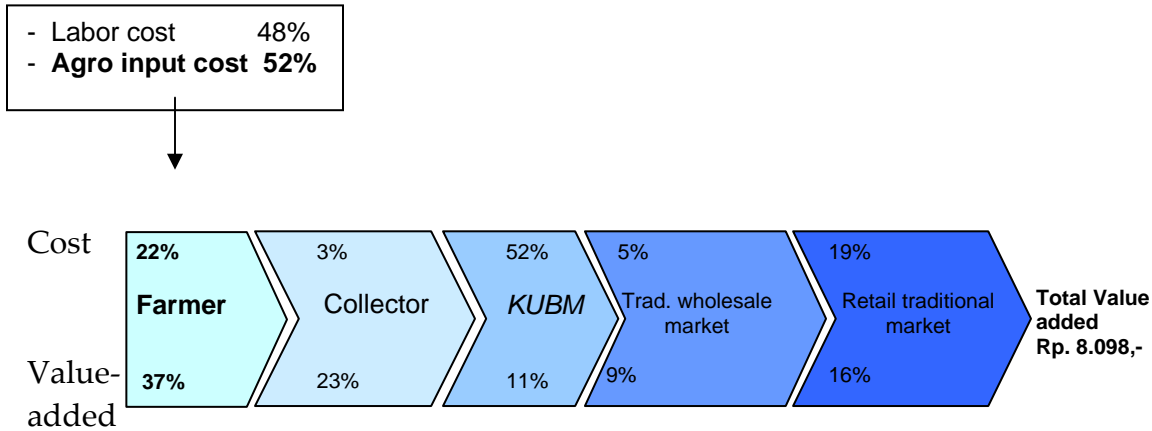 - Labor cost 48%
- Agro input cost 52%
Cost
22%
3%
52%
5%
19%
Farmer
Collector
KUBM
Trad. wholesale
market
Retail traditional
market
Total Value
added
Rp. 8.098,-
Value-
added
37%
23%
11%
9%
16%